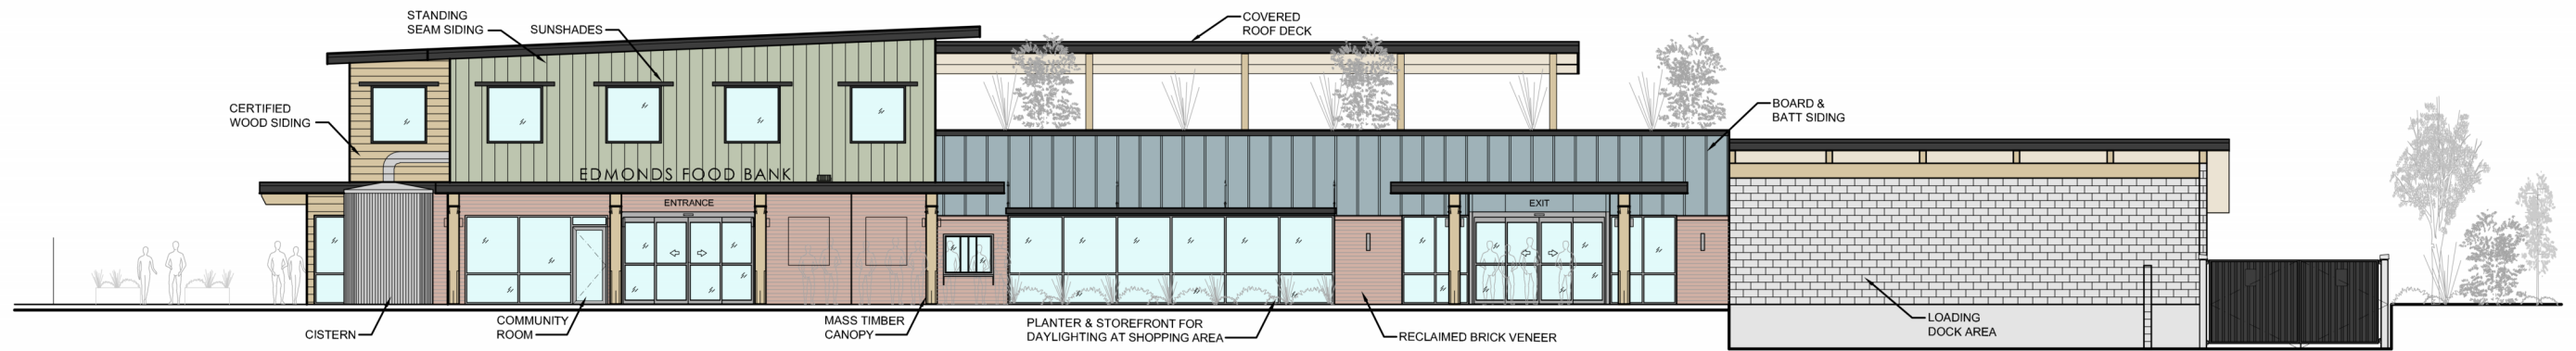 STANDING
SEAM SIDING
SUNSHADES
COVERED
ROOF DECK
CERTIFIED
WOOD SIDING
BOARD &
BATT SIDING
EDMONDS FOOD BANK
ENTRANCE
EXIT
CISTERN
COMMUNITY
ROOM
MASS TIMBER
CANOPY
PLANTER & STOREFRONT FOR
DAYLIGHTING AT SHOPPING AREA
RECLAIMED BRICK VENEER
LOADING
DOCK AREA